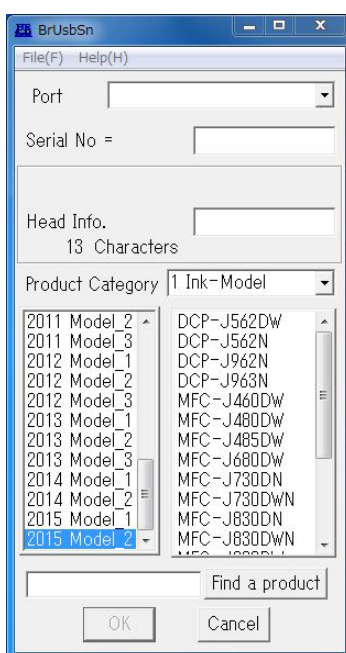 BrUsbSn
File(F) Help(H)
Port
Serial No =
Head Info.
13 Characters
Product Category 1 Ink-Model
2011 Model_2
2011 Model_3
2012 Model_1
2012 Model_2
2012 Model_3
2013 Model_1
2013 Model_2
2013 Model_3
2014 Model_1
2014 Model_2
2015 Model_1
2015 Model_2
DCP-J562DW
DCP-J562N
DCP-J962N
DCP-J963N
MFC-J460DW
MFC-J480DW
MFC-J485DW
MFC-J680DW
MFC-J730DN
MFC-J730DWN
MFC-J830DN
MFC-J830DWN
Find a product
OK Cancel